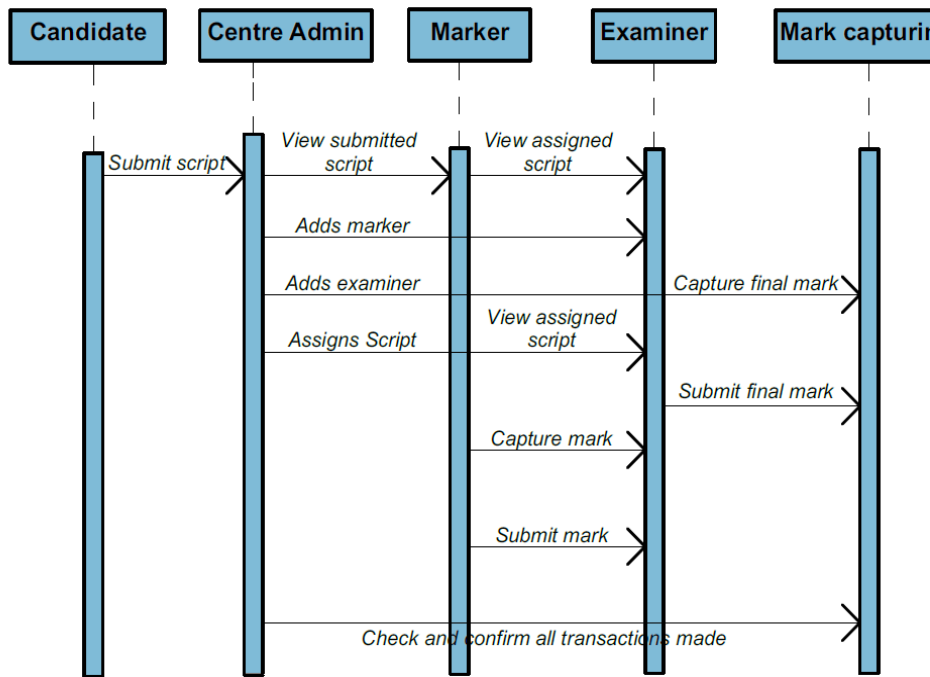 Candidate
Centre Admin
Marker
Examiner
Mark capturin
Submit script
View submitted
script
View assigned
script
Adds marker
Adds examiner
Capture final mark
Assigns Script
View assigned
script
Submit final mark
Capture mark
Submit mark
Check and confirm all transactions made